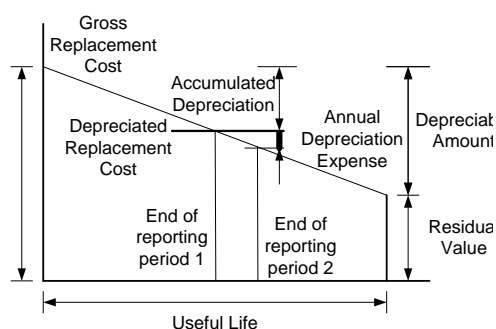 Gross
Replacement
Cost
Accumulated
Depreciation
Depreciated
Replacement
Cost
Annual
Depreciation
Expense
Depreciab
Amount
End of
reporting
period 1
End of
reporting
period 2
Residua
Value
Useful Life